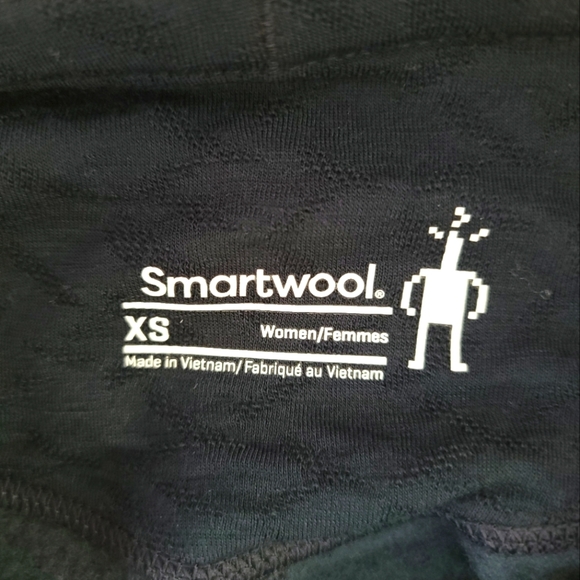 Smartwool®
XS Women/Femmes
Made in Vietnam/Fabriqué au Vietnam